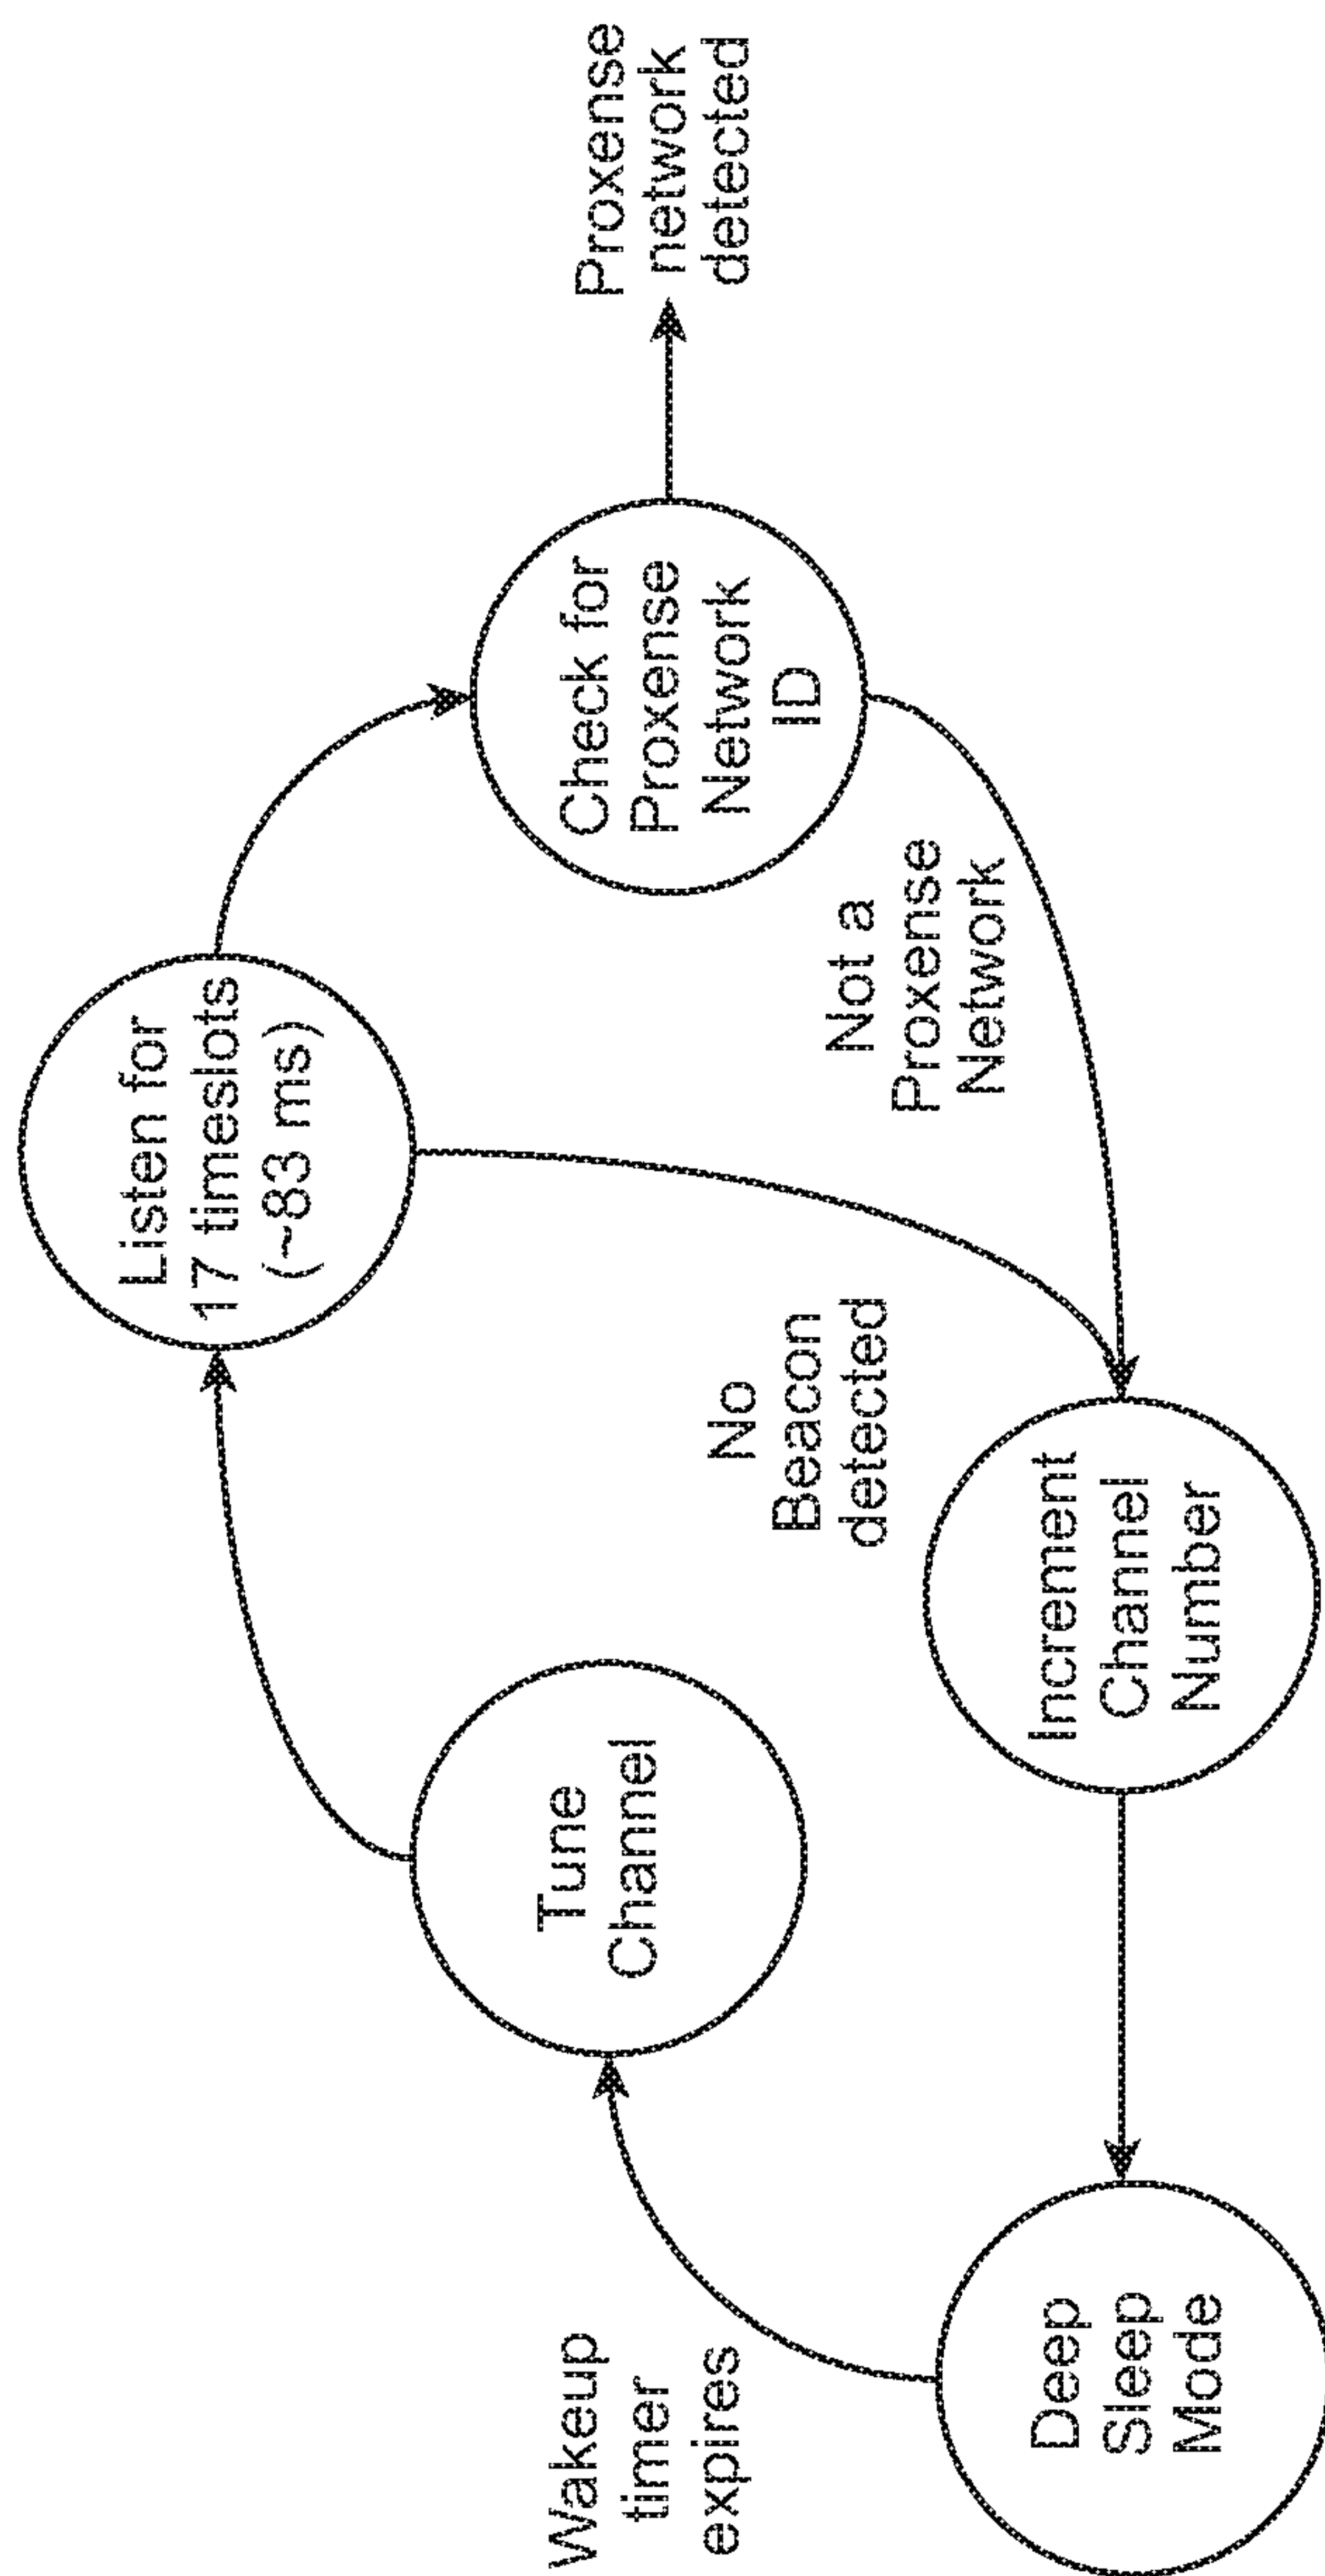 Wakeup
timer
expires
Deep
Sleep
Mode
Tune
Channel
Increment
Channel
Number
No
Beacon
detected
Listen for
17 timeslots
(~83 ms)
Not a
Proxense
Network
Check for
Proxense
Network
ID
Proxense
network
detected